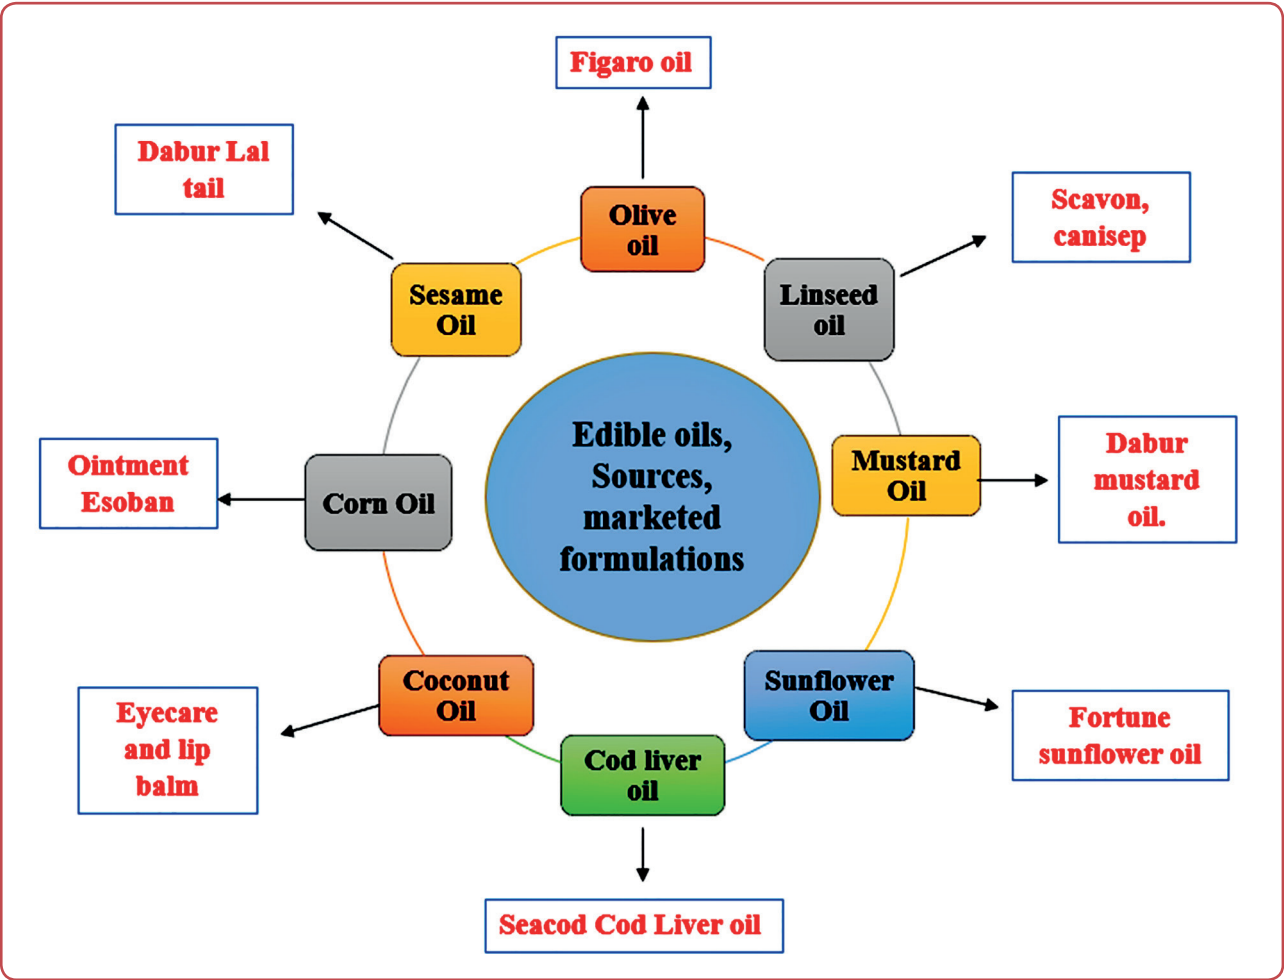 Figaro oil
Dabur Lal
tail
Olive
oil
Scavon,
canisep
Sesame
Oil
Linseed
oil
Edible oils,
Sources,
marketed
formulations
Ointment
Esoban
Corn Oil
Mustard
Oil
Dabur
mustard
oil.
Coconut
Oil
Sunflower
Oil
Eyecare
and lip
balm
Cod liver
oil
Fortune
sunflower oil
Seacod Cod Liver oil